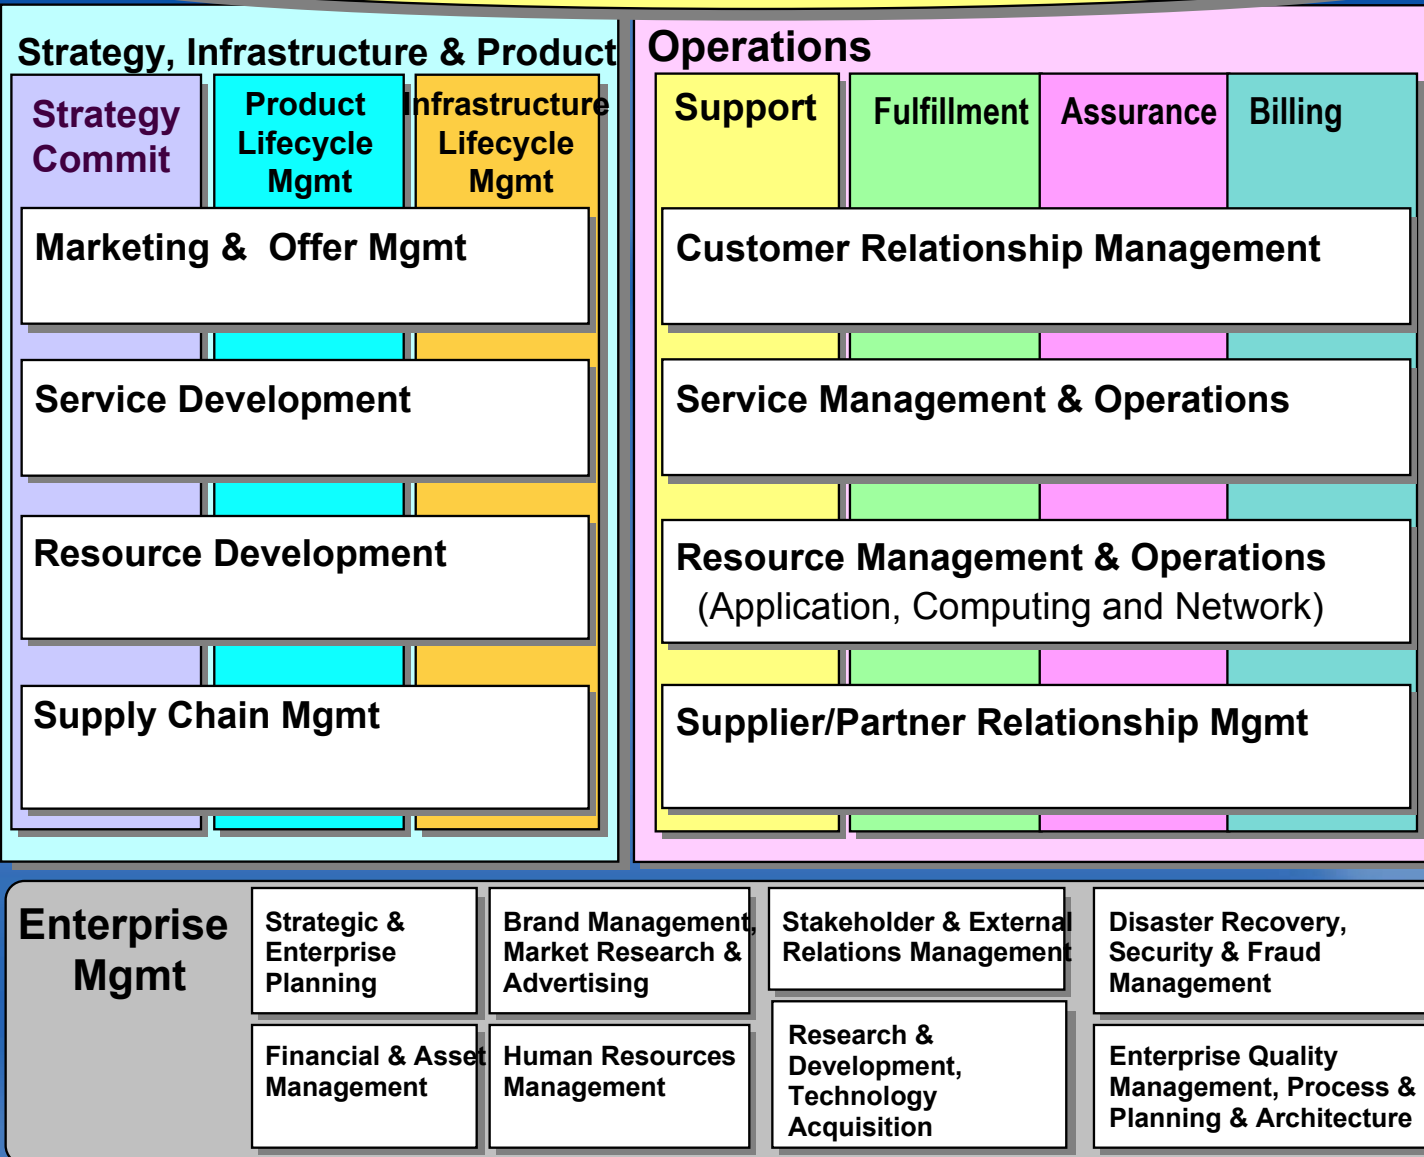 Strategy, Infrastructure & Product
Strategy
Commit
Product
Lifecycle
Mgmt
Infrastructure
Lifecycle
Mgmt
Marketing & Offer Mgmt
Service Development
Resource Development
Supply Chain Mgmt
Operations
Support
Fulfillment
Assurance
Billing
Customer Relationship Management
Service Management & Operations
Resource Management & Operations
(Application, Computing and Network)
Supplier/Partner Relationship Mgmt
Enterprise
Mgmt
Strategic &
Enterprise
Planning
Brand Management,
Market Research &
Advertising
Stakeholder & External
Relations Management
Disaster Recovery,
Security & Fraud
Management
Financial & Asset
Management
Human Resources
Management
Research &
Development,
Technology
Acquisition
Enterprise Quality
Management, Process &
Planning & Architecture